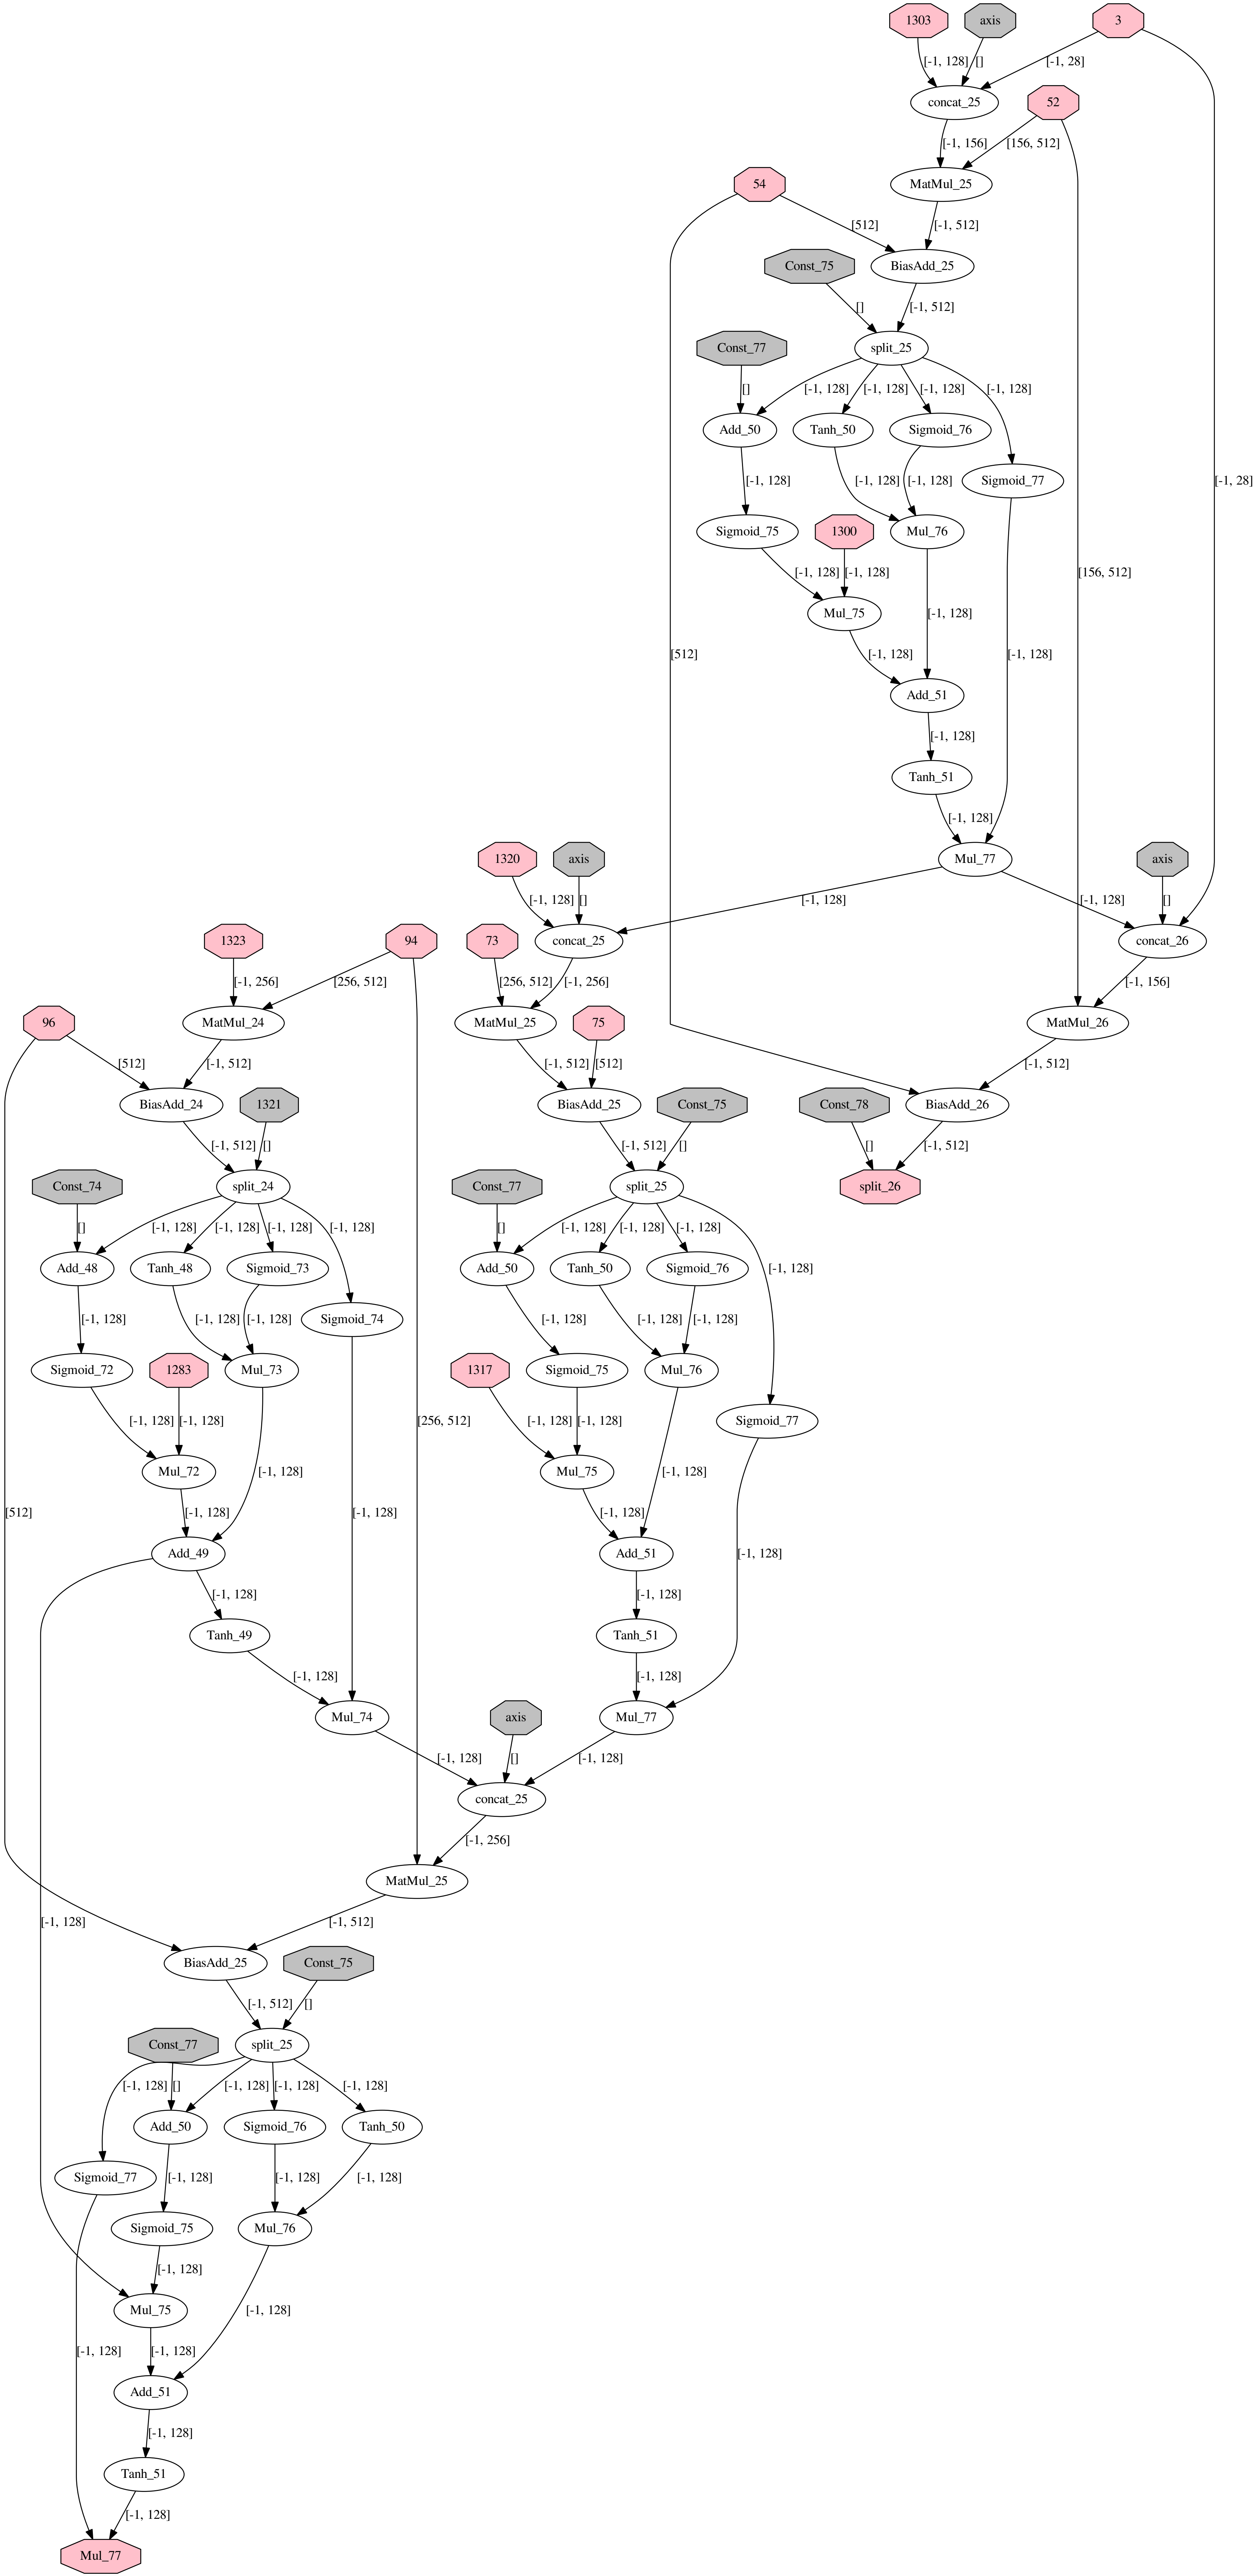 1303 axis 3
[-1, 128] [] [-1, 28]
concat_25 52
[-1, 156] [156, 512]
54 MatMul_25
[512] [-1, 512]
Const_75 BiasAdd_25
[] [-1, 512]
Const_77 split_25
[] [-1, 128] [-1, 128] [-1, 128] [-1, 128]
Add_50 Tanh_50 Sigmoid_76
[-1, 128] [-1, 128] [-1, 128] Sigmoid_77 [-1, 28]
Sigmoid_75 1300 Mul_76
[-1, 128] [-1, 128] [156, 512]
Mul_75 [-1, 128]
[512] [-1, 128] [-1, 128]
Add_51
[-1, 128]
Tanh_51
[-1, 128]
1320 axis Mul_77 axis
[-1, 128] [] [-1, 128] [-1, 128] []
1323 94 73 concat_25 concat_26
[-1, 256] [256, 512] [256, 512] [-1, 256] [-1, 156]
96 MatMul_24 MatMul_25 75 MatMul_26
[512] [-1, 512] [-1, 512] [512] [-1, 512]
BiasAdd_24 1321 BiasAdd_25 Const_75 Const_78 BiasAdd_26
[-1, 512] [] [-1, 512] [] [] [-1, 512]
Const_74 split_24 Const_77 split_25 split_26
[] [-1, 128] [-1, 128] [-1, 128] [-1, 128] [] [-1, 128] [-1, 128] [-1, 128]
Add_48 Tanh_48 Sigmoid_73 Add_50 Tanh_50 Sigmoid_76 [-1, 128]
[-1, 128] [-1, 128] [-1, 128] Sigmoid_74 [-1, 128] [-1, 128] [-1, 128]
Sigmoid_72 1283 Mul_73 1317 Sigmoid_75 Mul_76
[-1, 128] [-1, 128] [256, 512] [-1, 128] [-1, 128] Sigmoid_77
Mul_72 [-1, 128] Mul_75 [-1, 128]
[512] [-1, 128] [-1, 128] [-1, 128]
Add_49 Add_51 [-1, 128]
[-1, 128] [-1, 128]
Tanh_49 Tanh_51
[-1, 128] [-1, 128]
Mul_74 axis Mul_77
[-1, 128] [] [-1, 128]
concat_25
[-1, 256]
MatMul_25
[-1, 128] [-1, 512]
BiasAdd_25 Const_75
[-1, 512] []
Const_77 split_25
[-1, 128] [] [-1, 128] [-1, 128] [-1, 128]
Add_50 Sigmoid_76 Tanh_50
Sigmoid_77 [-1, 128] [-1, 128] [-1, 128]
Sigmoid_75 Mul_76
[-1, 128]
Mul_75 [-1, 128]
[-1, 128] [-1, 128]
Add_51
[-1, 128]
Tanh_51
[-1, 128]
Mul_77